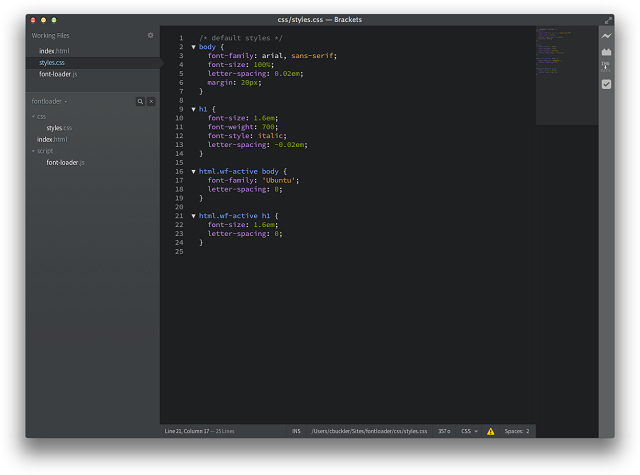 css/styles.css — Brackets
Working Files
index.html
styles.css
font-loader.js
fontloader
css
styles.css
index.html
script
font-loader.js
1 /* default styles */
2 body {
3 font-family: arial, sans-serif;
4 font-size: 100%;
5 letter-spacing: 0.02em;
6 margin: 20px;
7 }
8
9 h1 {
10 font-size: 1.6em;
11 font-weight: 700;
12 font-style: italic;
13 letter-spacing: -0.02em;
14 }
15
16 html.wf-active body {
17 font-family: 'Ubuntu';
18 letter-spacing: 0;
19 }
20
21 html.wf-active h1 {
22 font-size: 1.6em;
23 letter-spacing: 0;
24 }
25
Line 21, Column 17 — 25 Lines INS /Users/cbuckler/Sites/fontloader/css/styles.css 357 o CSS Spaces: 2